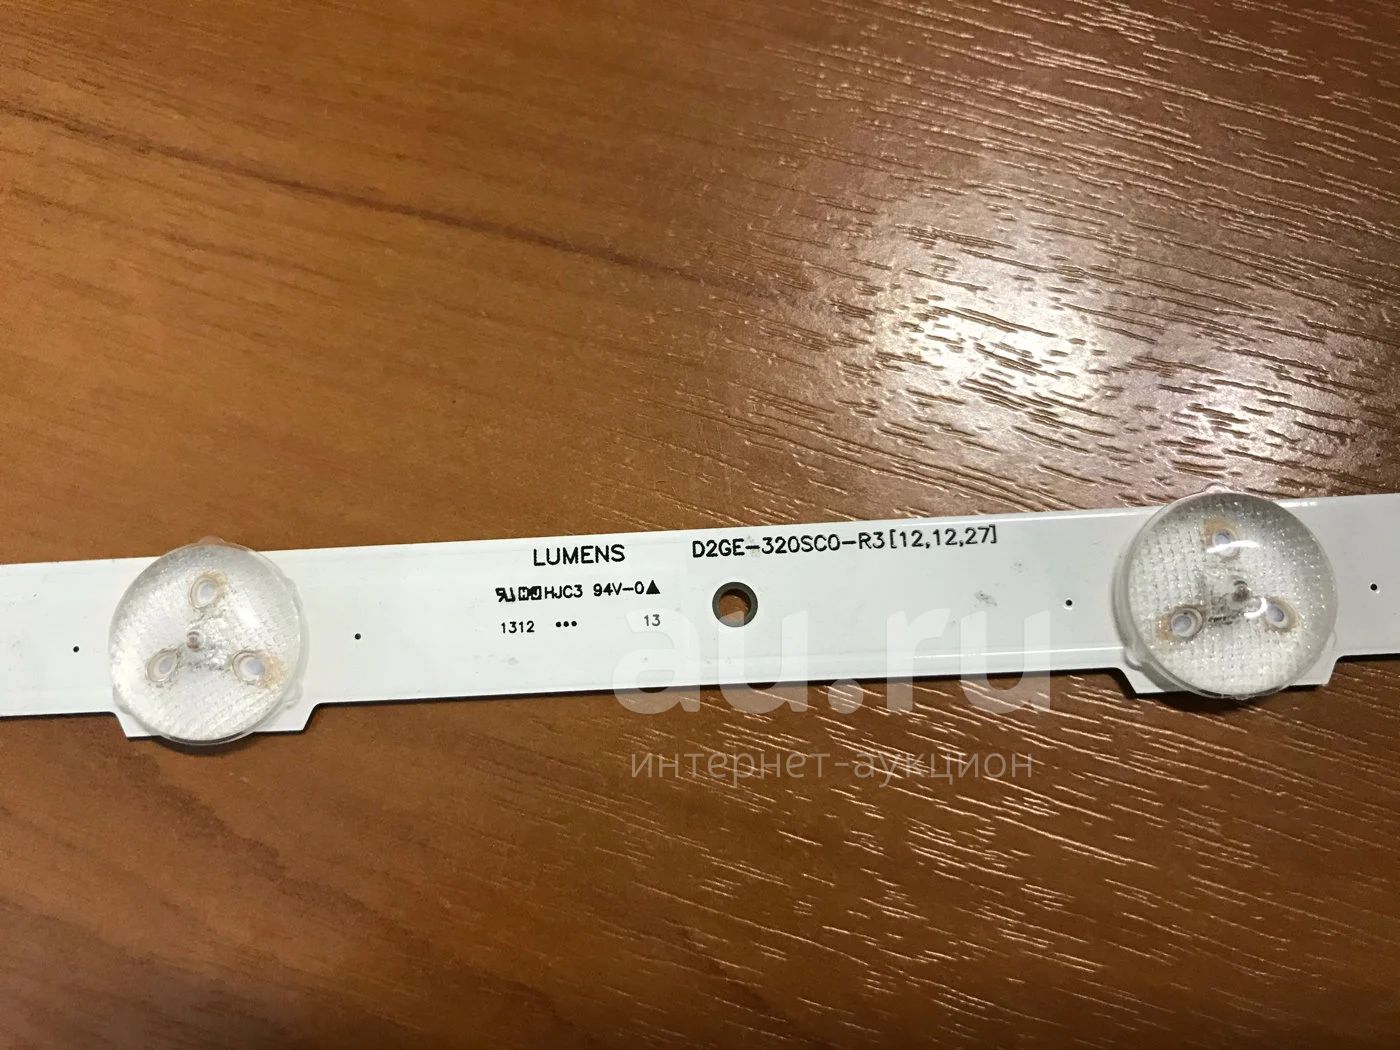 LUMENS
D2GE-320SC0-R3[12,12,27]
HJC3 94V-0▲
1312 ••• 13
au.ru
интернет-аукцион